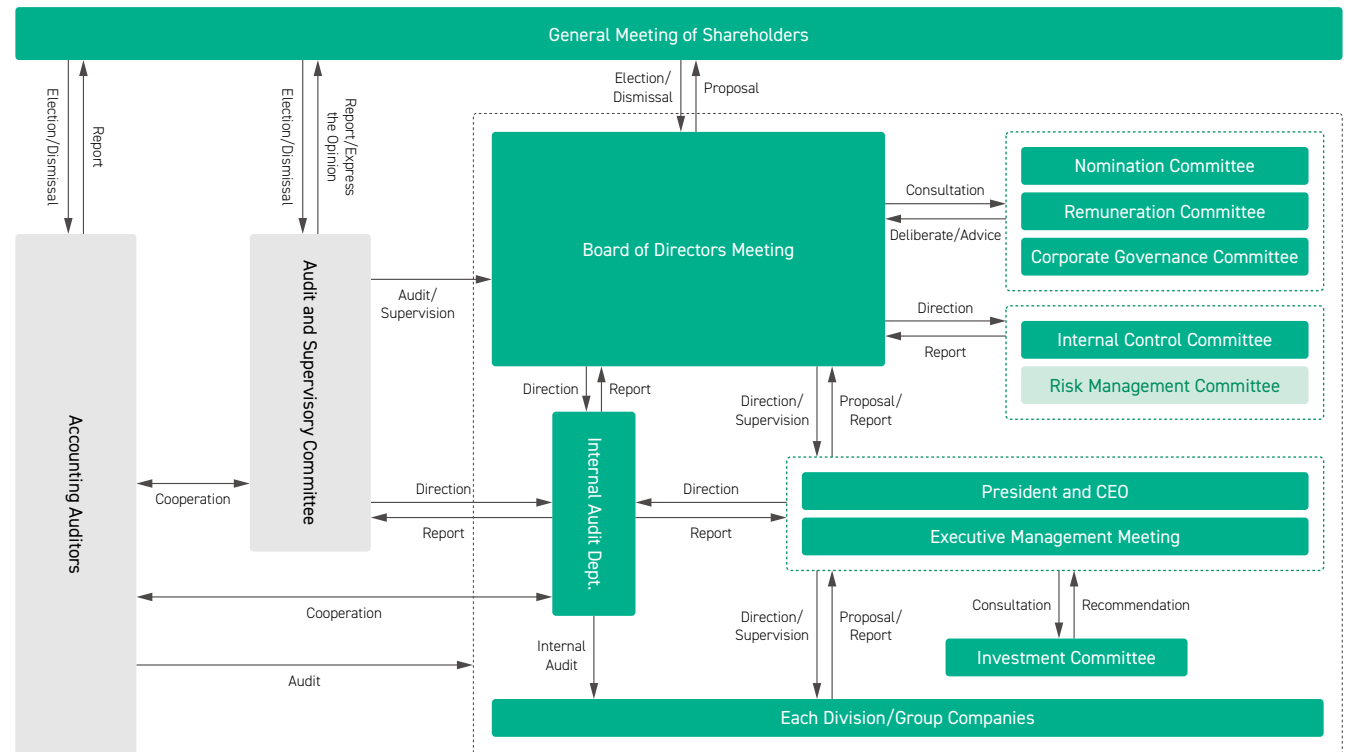 General Meeting of Shareholders
Election/Dismissal
Report
Election/Dismissal
Report/Express
the Opinion
Election/
Dismissal
Proposal
Board of Directors Meeting
Consultation
Deliberate/Advice
Nomination Committee
Remuneration Committee
Corporate Governance Committee
Direction
Report
Internal Control Committee
Risk Management Committee
Accounting Auditors
Audit and Supervisory Committee
Audit/
Supervision
Direction
Report
Direction/
Supervision
Proposal/
Report
Internal Audit Dept.
Cooperation
Direction
Report
Direction
Report
President and CEO
Executive Management Meeting
Cooperation
Direction/
Supervision
Proposal/
Report
Consultation
Recommendation
Internal
Audit
Investment Committee
Audit
Each Division/Group Companies